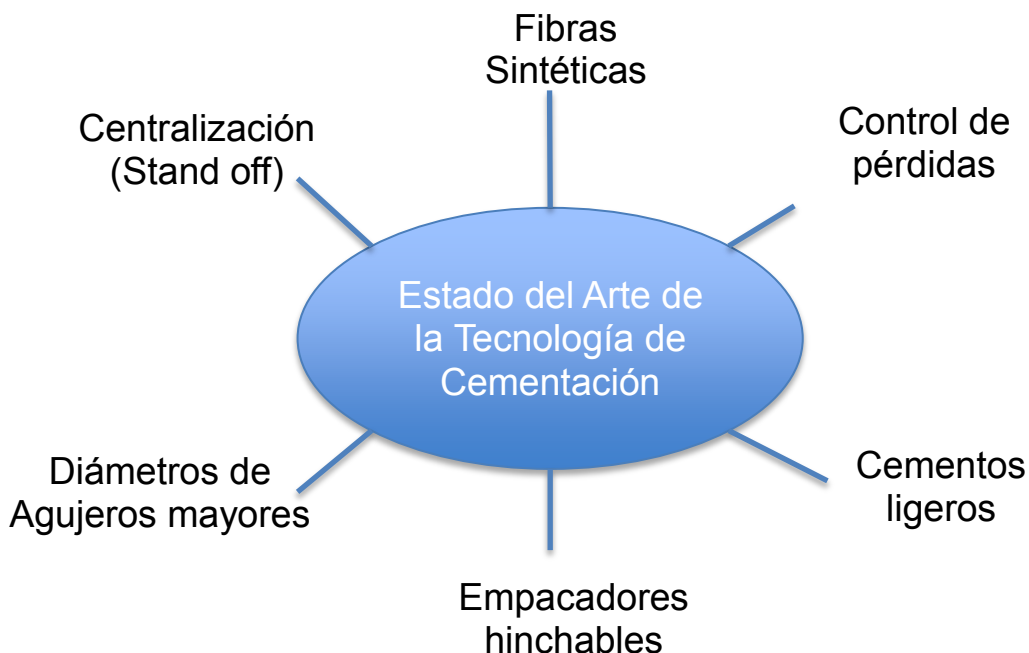 Fibras
Sintéticas
Centralización
(Stand off)
Control de
pérdidas
Estado del Arte de
la Tecnología de
Cementación
Diámetros de
Agujeros mayores
Cementos
ligeros
Empacadores
hinchables